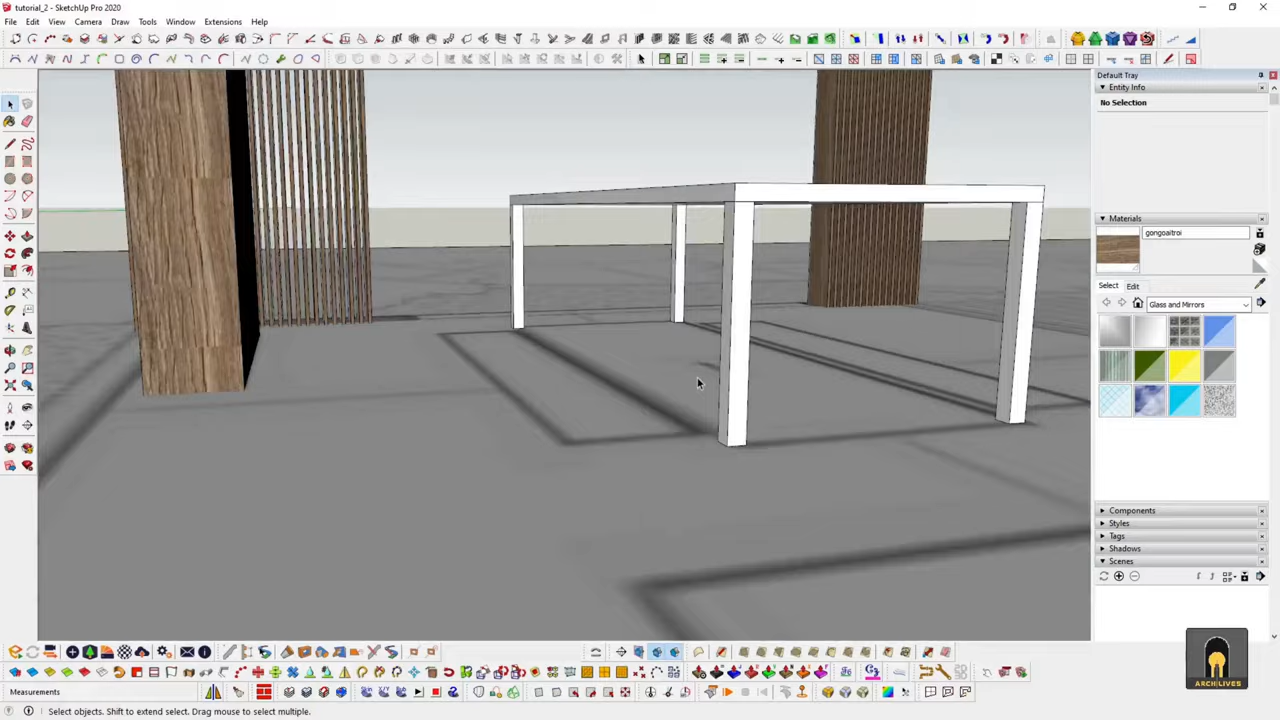 tutorial_2 - SketchUp Pro 2020
File Edit View Camera Draw Tools Window Extensions Help
Default Tray
Entity Info
No Selection
Materials
gongoaitroi
Select Edit
Glass and Mirrors
Components
Styles
Tags
Shadows
Scenes
ARCH LIVES
Measurements
Select objects. Shift to extend select. Drag mouse to select multiple.